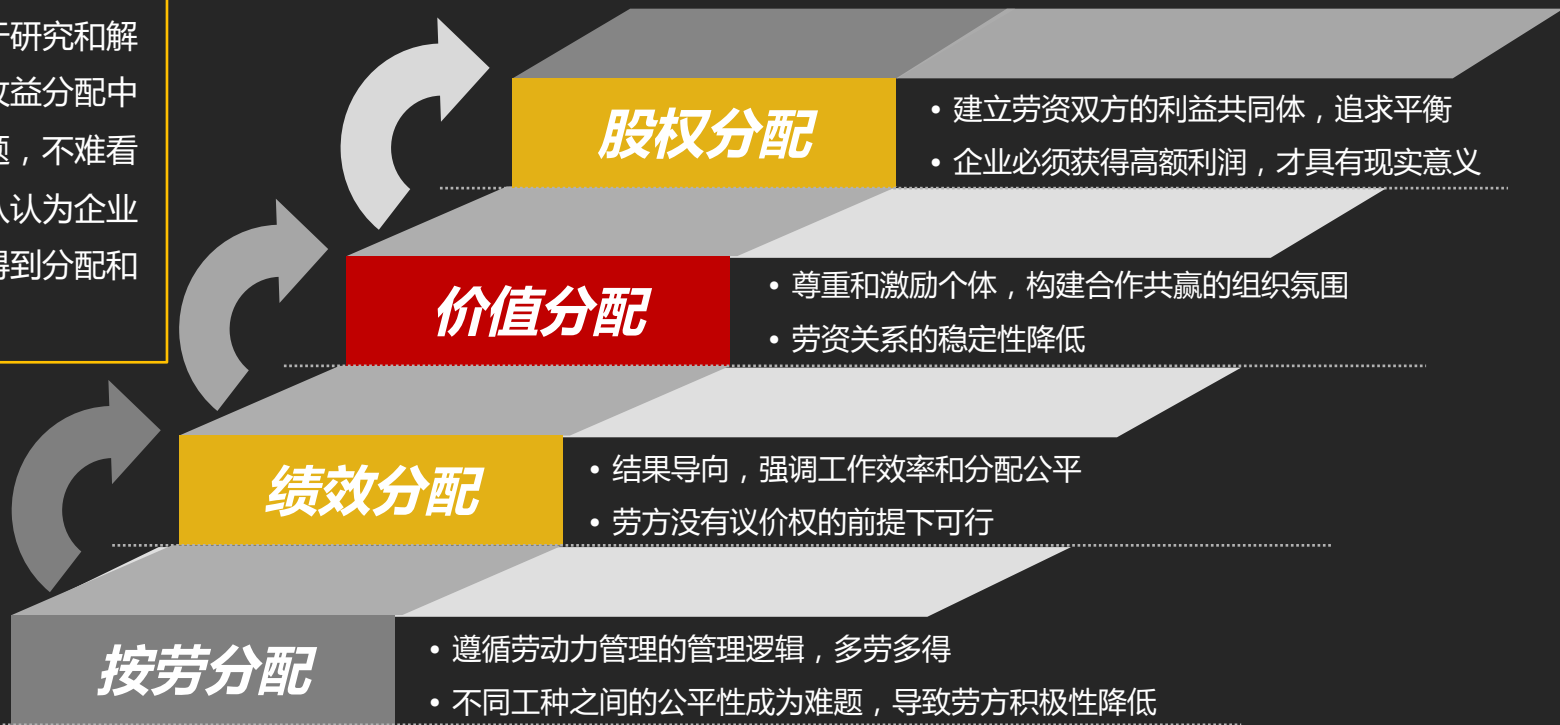 于研究和解
收益分配中
题，不难看
人认为企业
得到分配和
股权分配
• 建立劳资双方的利益共同体，追求平衡
• 企业必须获得高额利润，才具有现实意义
价值分配
• 尊重和激励个体，构建合作共赢的组织氛围
• 劳资关系的稳定性降低
绩效分配
• 结果导向，强调工作效率和分配公平
• 劳方没有议价权的前提下可行
按劳分配
• 遵循劳动力管理的管理逻辑，多劳多得
• 不同工种之间的公平性成为难题，导致劳方积极性降低